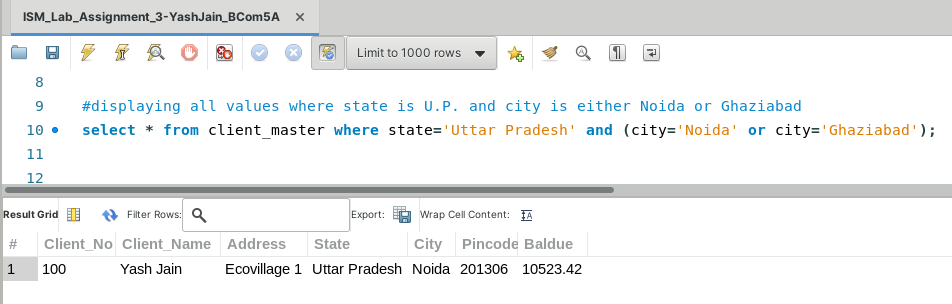 ISM_Lab_Assignment_3-YashJain_BCom5A ×
Limit to 1000 rows
8
9 #displaying all values where state is U.P. and city is either Noida or Ghaziabad
10 select * from client_master where state='Uttar Pradesh' and (city='Noida' or city='Ghaziabad');
11
12
Result Grid Filter Rows: Export: Wrap Cell Content:
# Client_No Client_Name Address State City Pincode Baldue
1 100 Yash Jain Ecovillage 1 Uttar Pradesh Noida 201306 10523.42